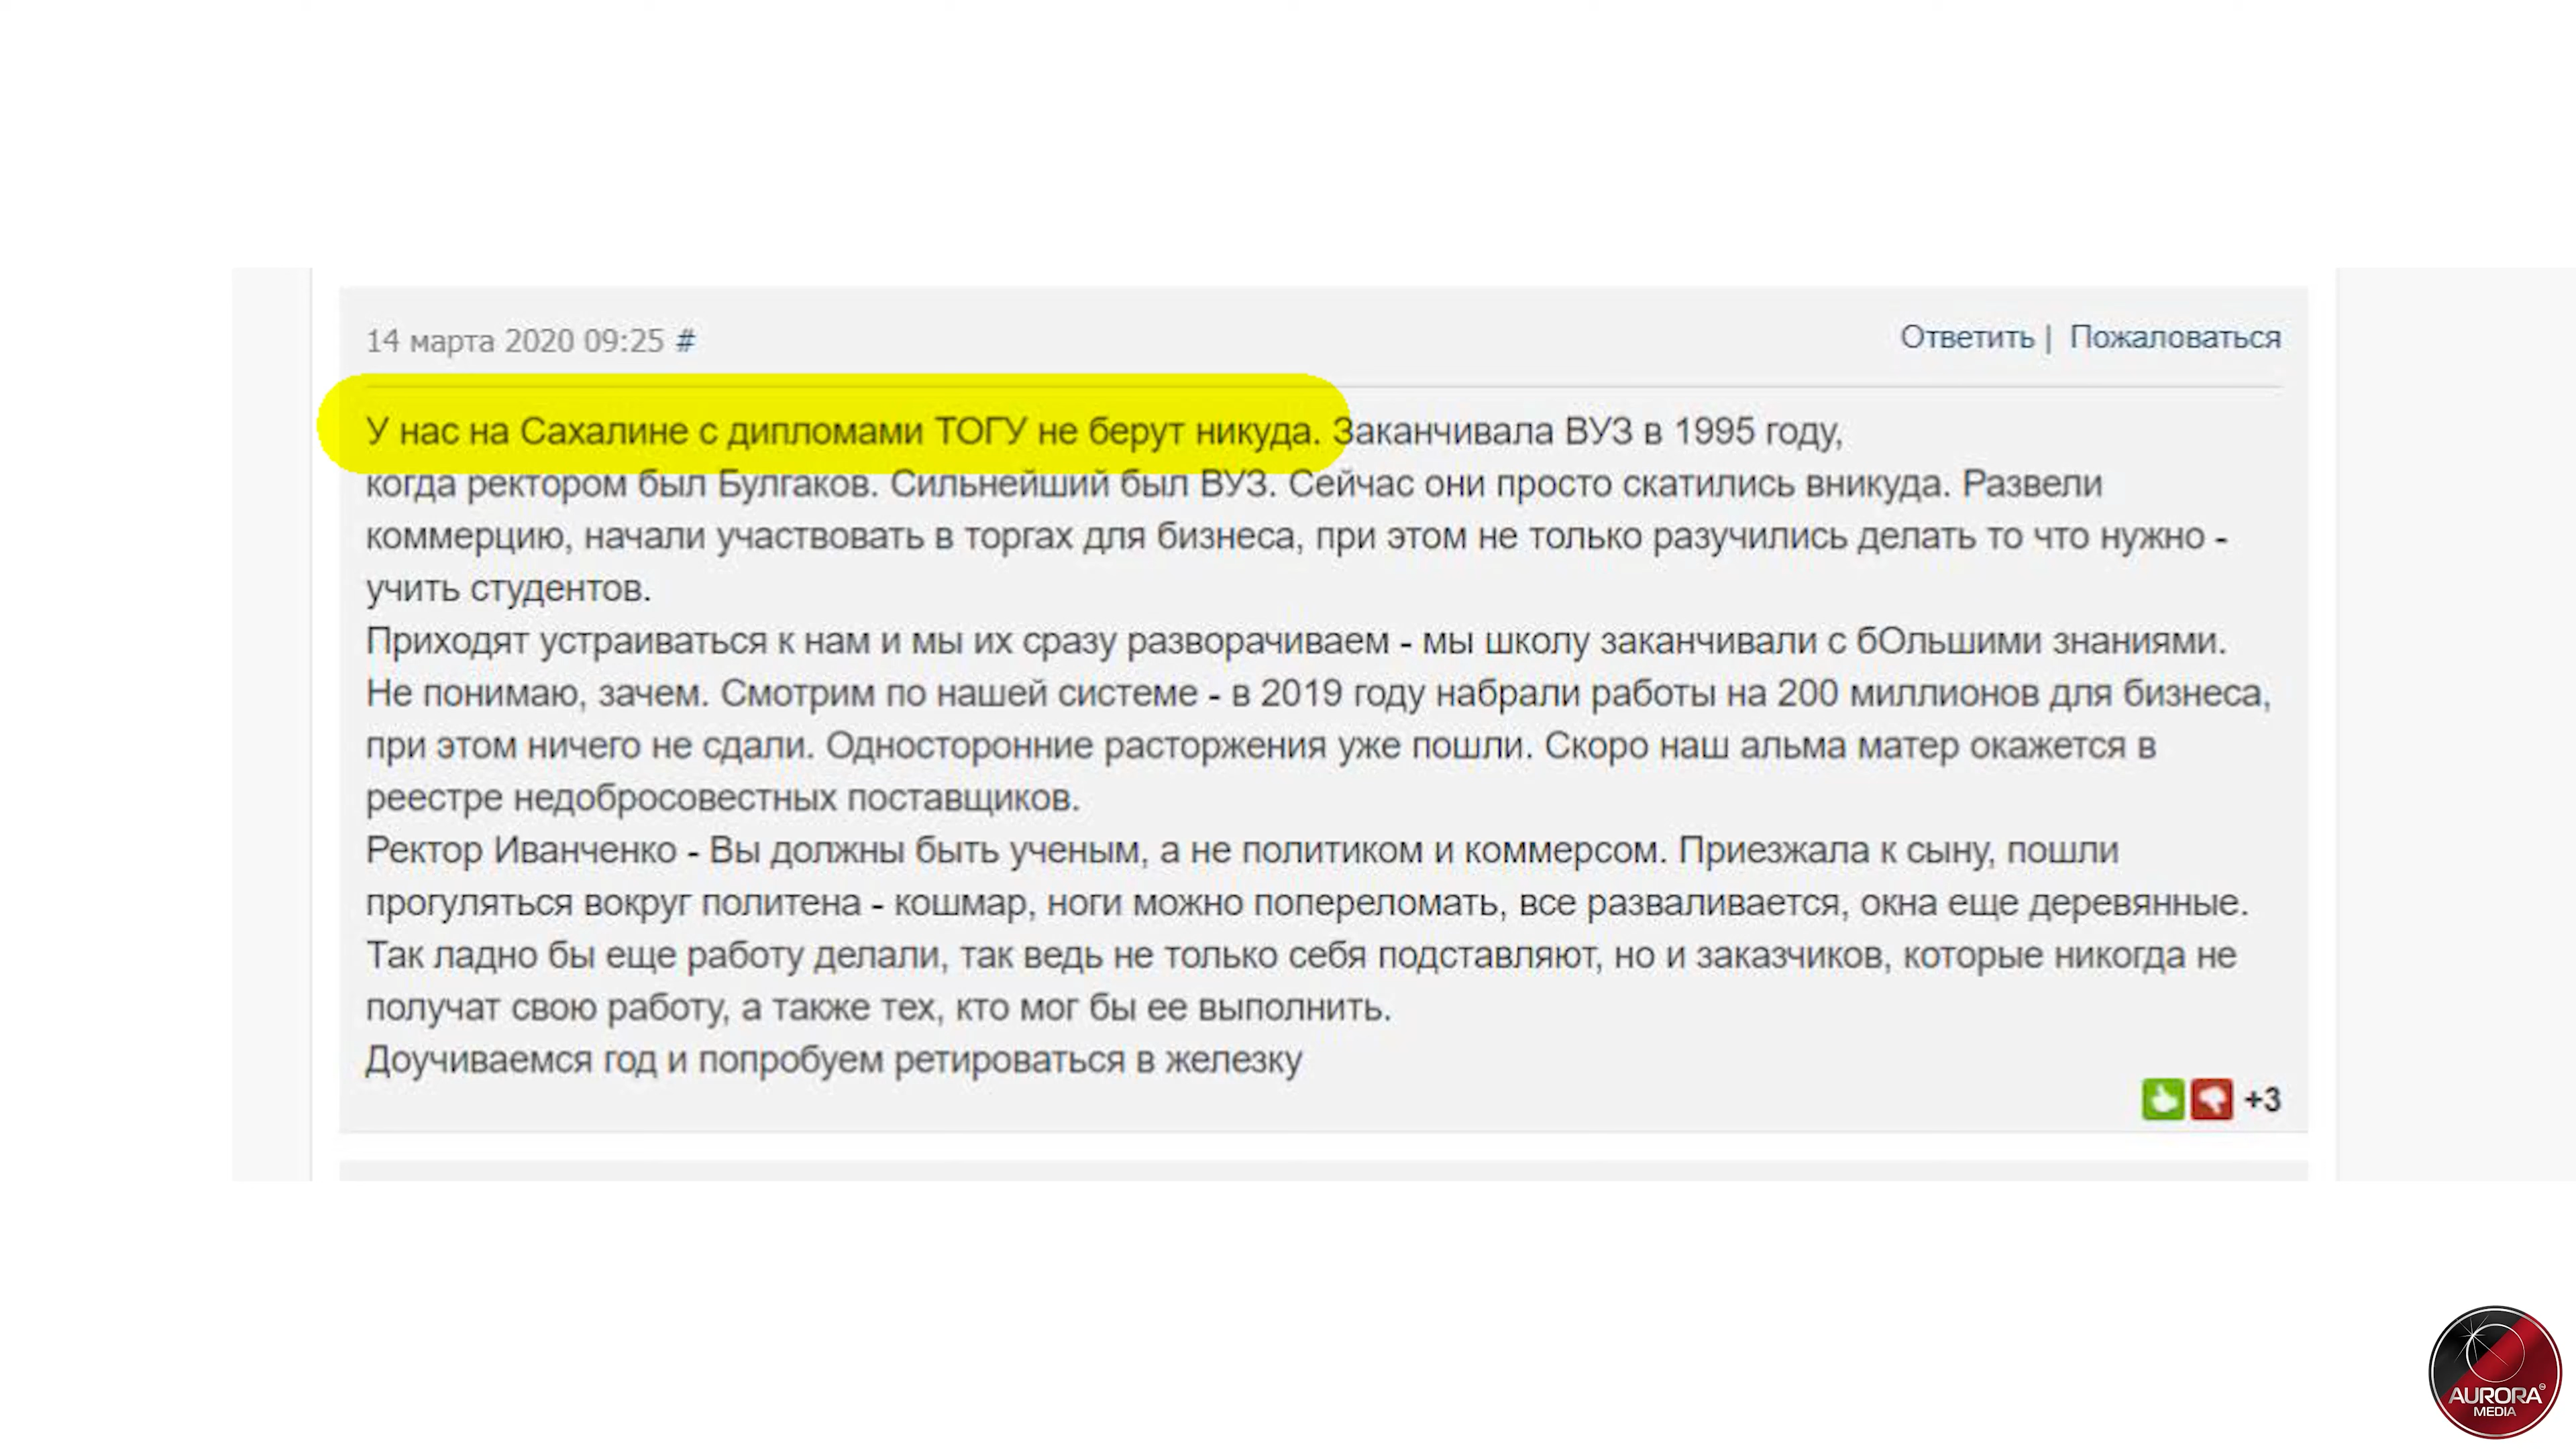 14 марта 2020 09:25 #
Ответить | Пожаловаться
У нас на Сахалине с дипломами ТОГУ не берут никуда. Заканчивала ВУЗ в 1995 году,
когда ректором был Булгаков. Сильнейший был ВУЗ. Сейчас они просто скатились вникуда. Развели
коммерцию, начали участвовать в торгах для бизнеса, при этом не только разучились делать то что нужно -
учить студентов.
Приходят устраиваться к нам и мы их сразу разворачиваем - мы школу заканчивали с бОльшими знаниями.
Не понимаю, зачем. Смотрим по нашей системе - в 2019 году набрали работы на 200 миллионов для бизнеса,
при этом ничего не сдали. Односторонние расторжения уже пошли. Скоро наш альма матер окажется в
реестре недобросовестных поставщиков.
Ректор Иванченко - Вы должны быть ученым, а не политиком и коммерсом. Приезжала к сыну, пошли
прогуляться вокруг политена - кошмар, ноги можно попереломать, все разваливается, окна еще деревянные.
Так ладно бы еще работу делали, так ведь не только себя подставляют, но и заказчиков, которые никогда не
получат свою работу, а также тех, кто мог бы ее выполнить.
Доучиваемся год и попробуем ретироваться в железку
+3
AURORA
MEDIA